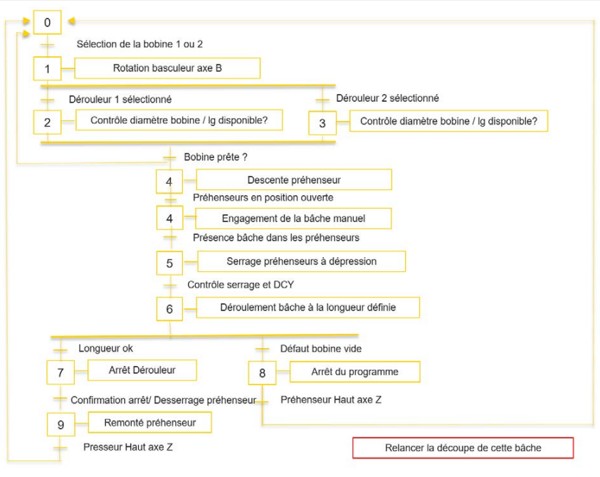 0
Sélection de la bobine 1 ou 2
1
Rotation basculeur axe B
Dérouleur 1 sélectionné
Dérouleur 2 sélectionné
2
Contrôle diamètre bobine / lg disponible?
3
Contrôle diamètre bobine / lg disponible?
Bobine prête ?
4
Descente préhenseur
Préhenseurs en position ouverte
4
Engagement de la bâche manuel
Présence bâche dans les préhenseurs
5
Serrage préhenseurs à dépression
Contrôle serrage et DCY
6
Déroulement bâche à la longueur définie
Longueur ok
Défaut bobine vide
7
Arrêt Dérouleur
8
Arrêt du programme
Confirmation arrêt/ Desserrage préhenseur
Préhenseur Haut axe Z
9
Remonté préhenseur
Presseur Haut axe Z
Relancer la découpe de cette bâche